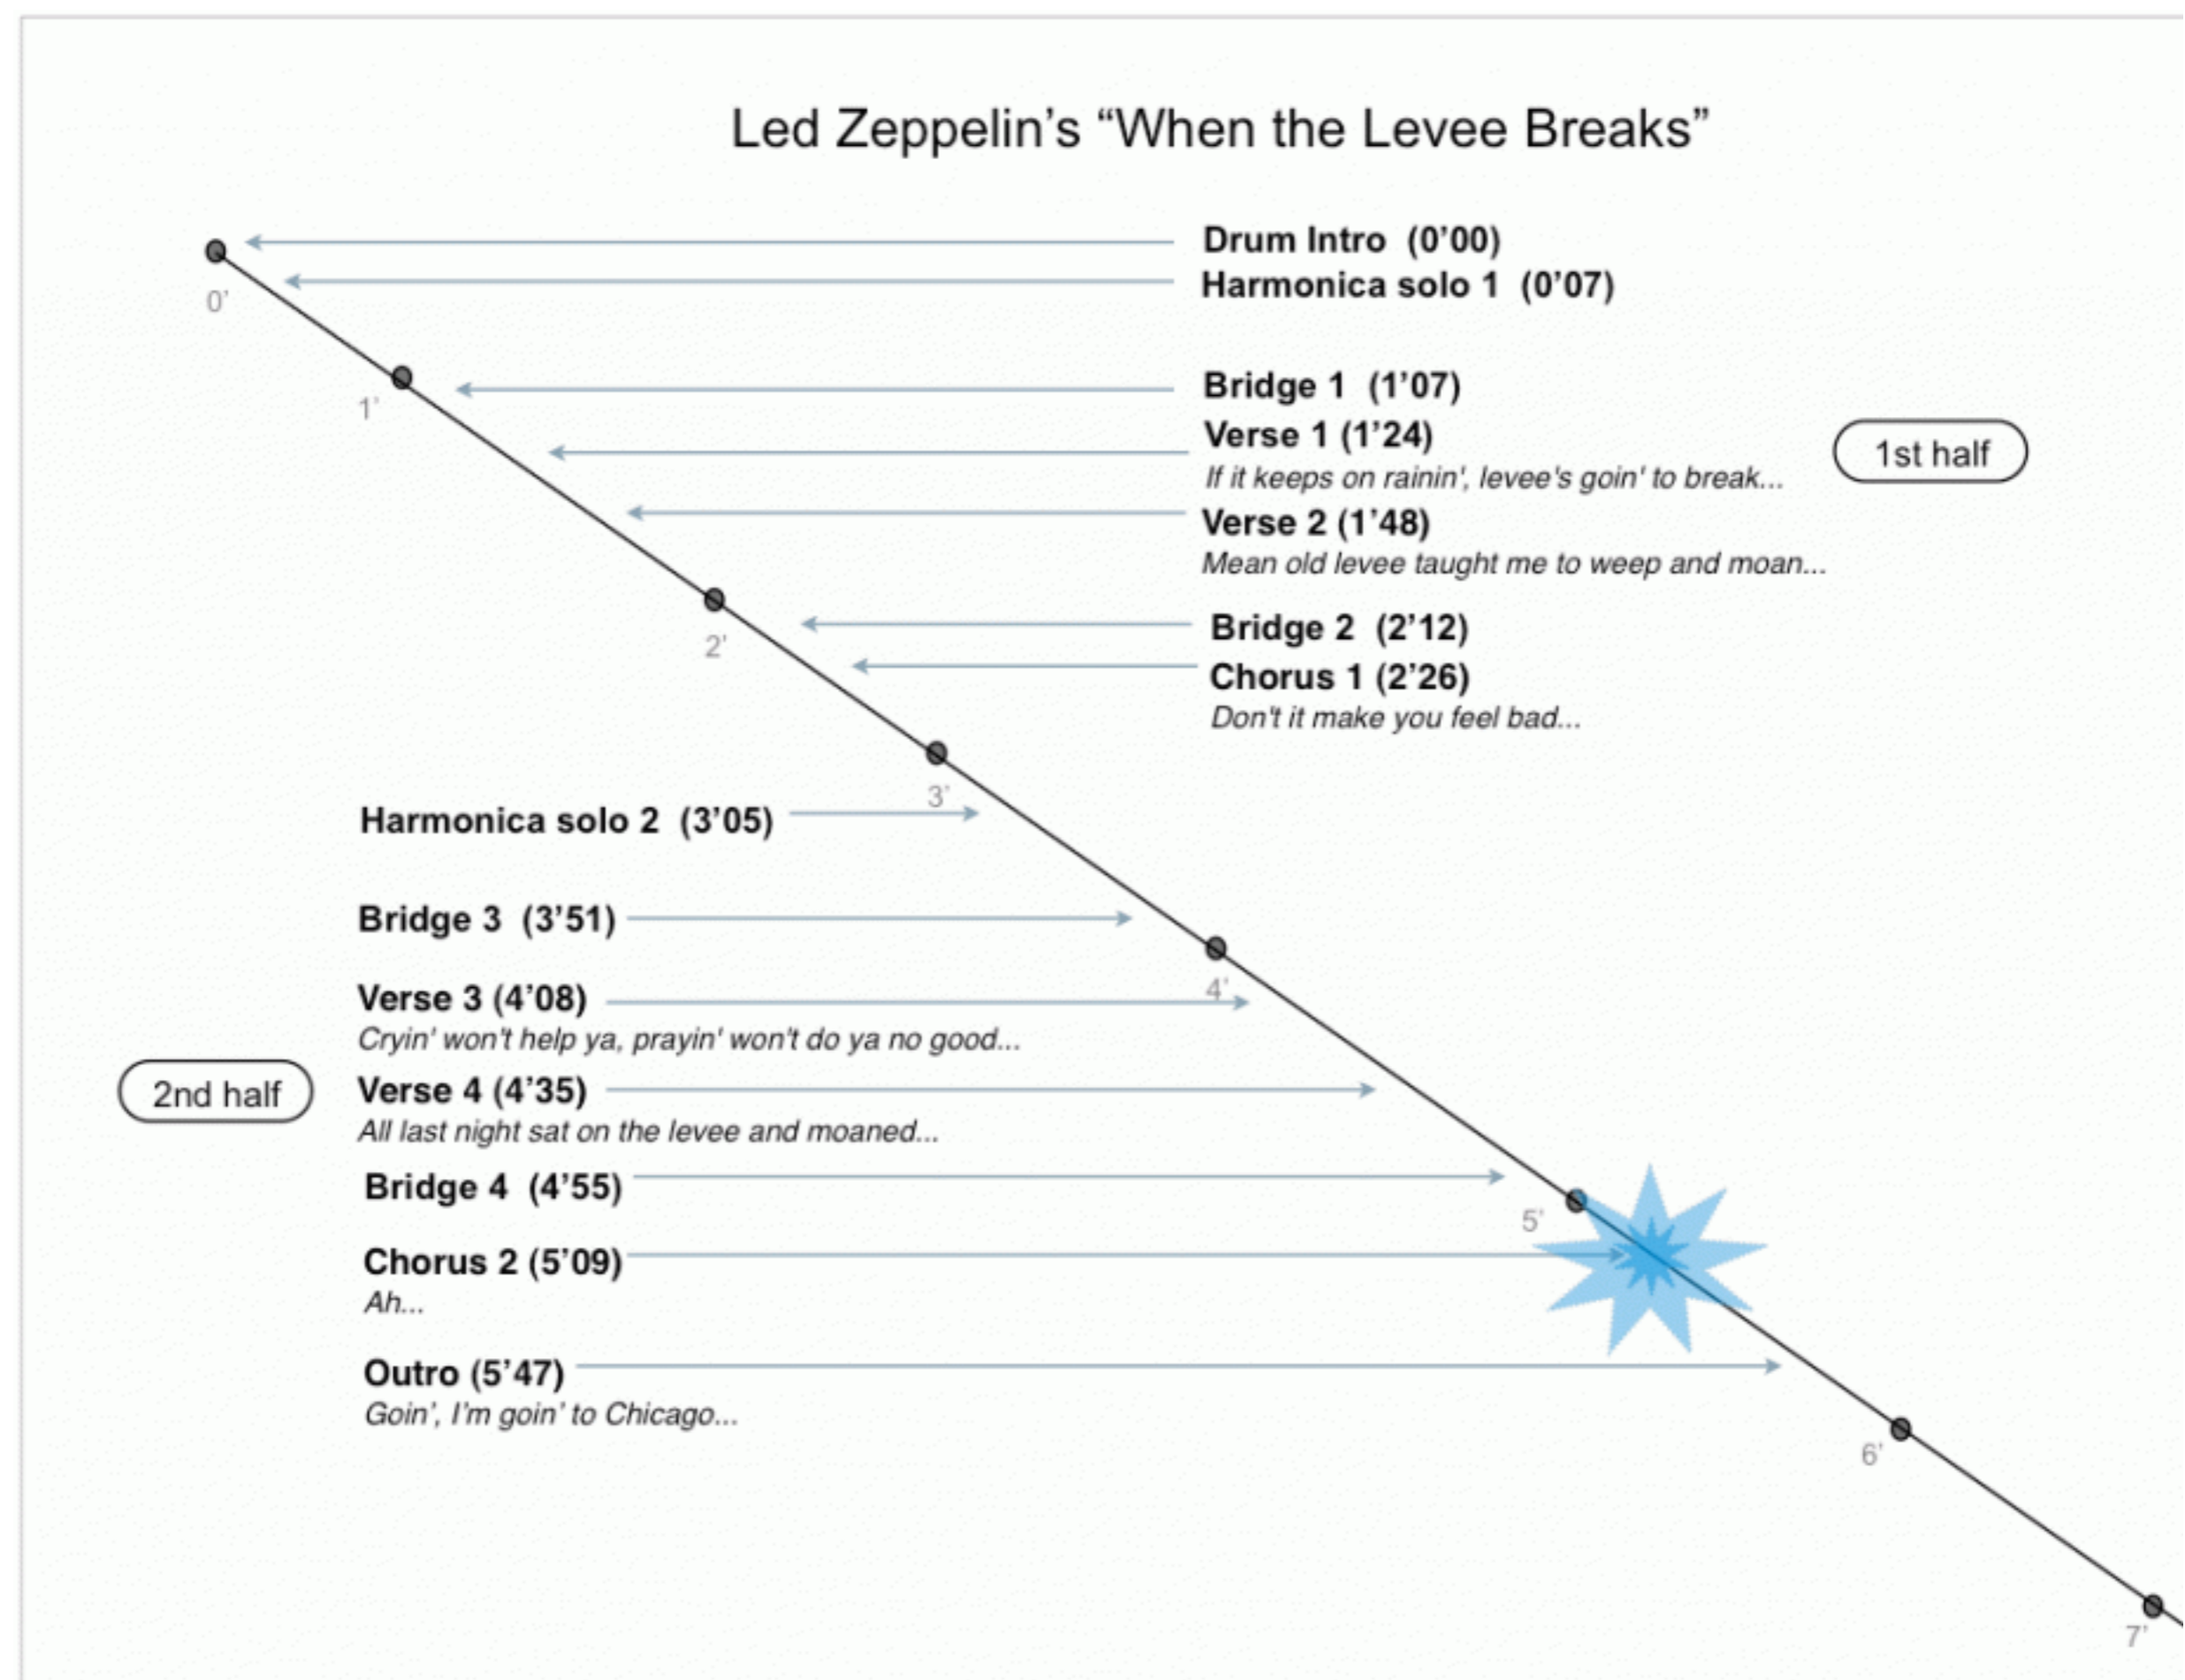 Led Zeppelin’s “When the Levee Breaks”
Drum Intro (0’00)
Harmonica solo 1 (0’07)
0’
Bridge 1 (1’07)
1’
Verse 1 (1’24)
1st half
If it keeps on rainin', levee's goin' to break...
Verse 2 (1’48)
Mean old levee taught me to weep and moan...
Bridge 2 (2’12)
2’
Chorus 1 (2’26)
Don't it make you feel bad...
3’
Harmonica solo 2 (3’05)
Bridge 3 (3’51)
4’
Verse 3 (4’08)
Cryin' won't help ya, prayin' won't do ya no good...
2nd half
Verse 4 (4’35)
All last night sat on the levee and moaned...
Bridge 4 (4’55)
5’
Chorus 2 (5’09)
Ah...
Outro (5’47)
Goin’, I’m goin’ to Chicago...
6’
7’